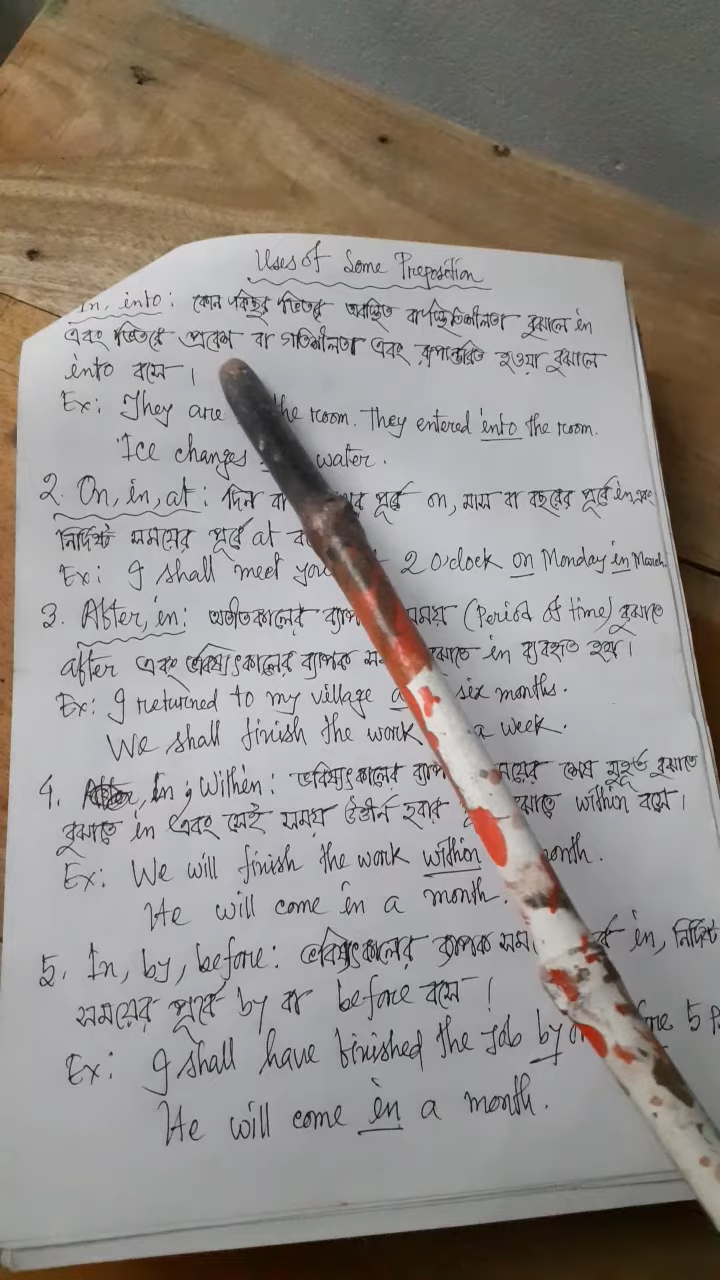 Uses of Some Preposition
In, into: কোন কিছুর ভিতরে অবস্থিত বা স্থিতিশীলতা বুঝালে in
এবং ভিতরে প্রবেশ বা গতিশীলতা এবং রূপান্তরিত হওয়া বুঝালে
into বসে।
Ex: They are the room. They entered into the room.
Ice changes water.
2. On, in, at: দিন বা পূর্বে on, মাস বা বছরের পূর্বে in এবং
নির্দিষ্ট সময়ের পূর্বে at
Ex: I shall meet you 2 O'clock on Monday in March.
3. After, in: অতীতকালের সময় (Period of time) বুঝাতে
after এবং ভবিষ্যৎকালের ব্যাপক in ব্যবহৃত হয়।
Ex: I returned to my village six months.
We shall finish the work a week.
4. in, Within: ভবিষ্যৎকালের শেষ মুহূর্ত বুঝাতে
বুঝাতে in এবং সেই সময় উত্তীর্ন হবার within বসে।
Ex: We will finish the work within
He will come in a month.
5. In, by, before: ভবিষ্যৎকালের ব্যাপক in, নির্দিষ্ট
সময়ের পূর্বে by বা before বসে।
Ex: I shall have finished the job by 5
He will come in a month.